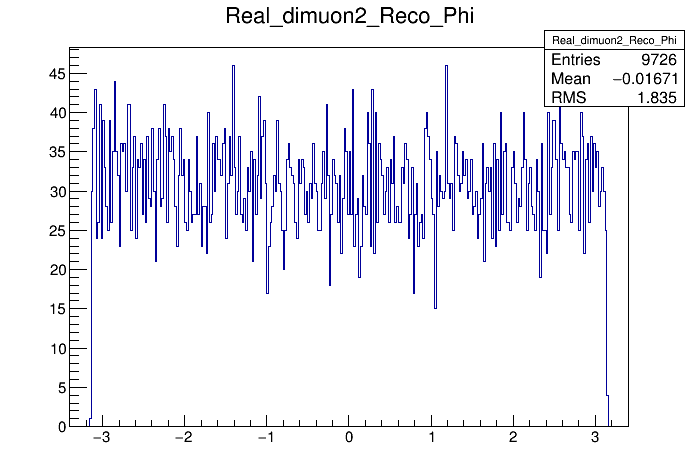 Real_dimuon2_Reco_Phi
Real_dimuon2_Reco_Phi
Entries 9726
Mean −0.01671
RMS 1.835
45
40
35
30
25
20
15
10
5
0
−3 −2 −1 0 1 2 3